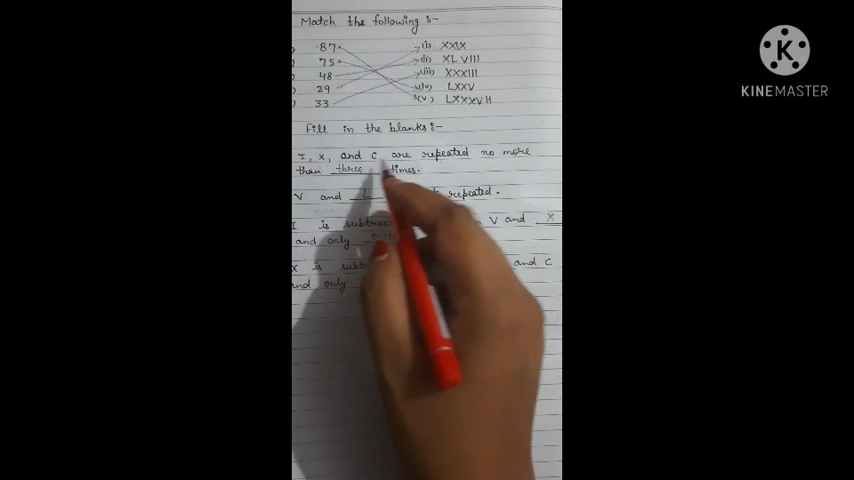 Match the following :-
87 (i) XXIX
75 (ii) XLVIII
48 (iii) XXXIII
29 (iv) LXXV
33 (v) LXXXVII
Fill in the blanks :-
I, X, and C are repeated no more
than three times.
V and L repeated.
I is subtrac V and X
and only
X is subt and C
and only
K
KINEMASTER